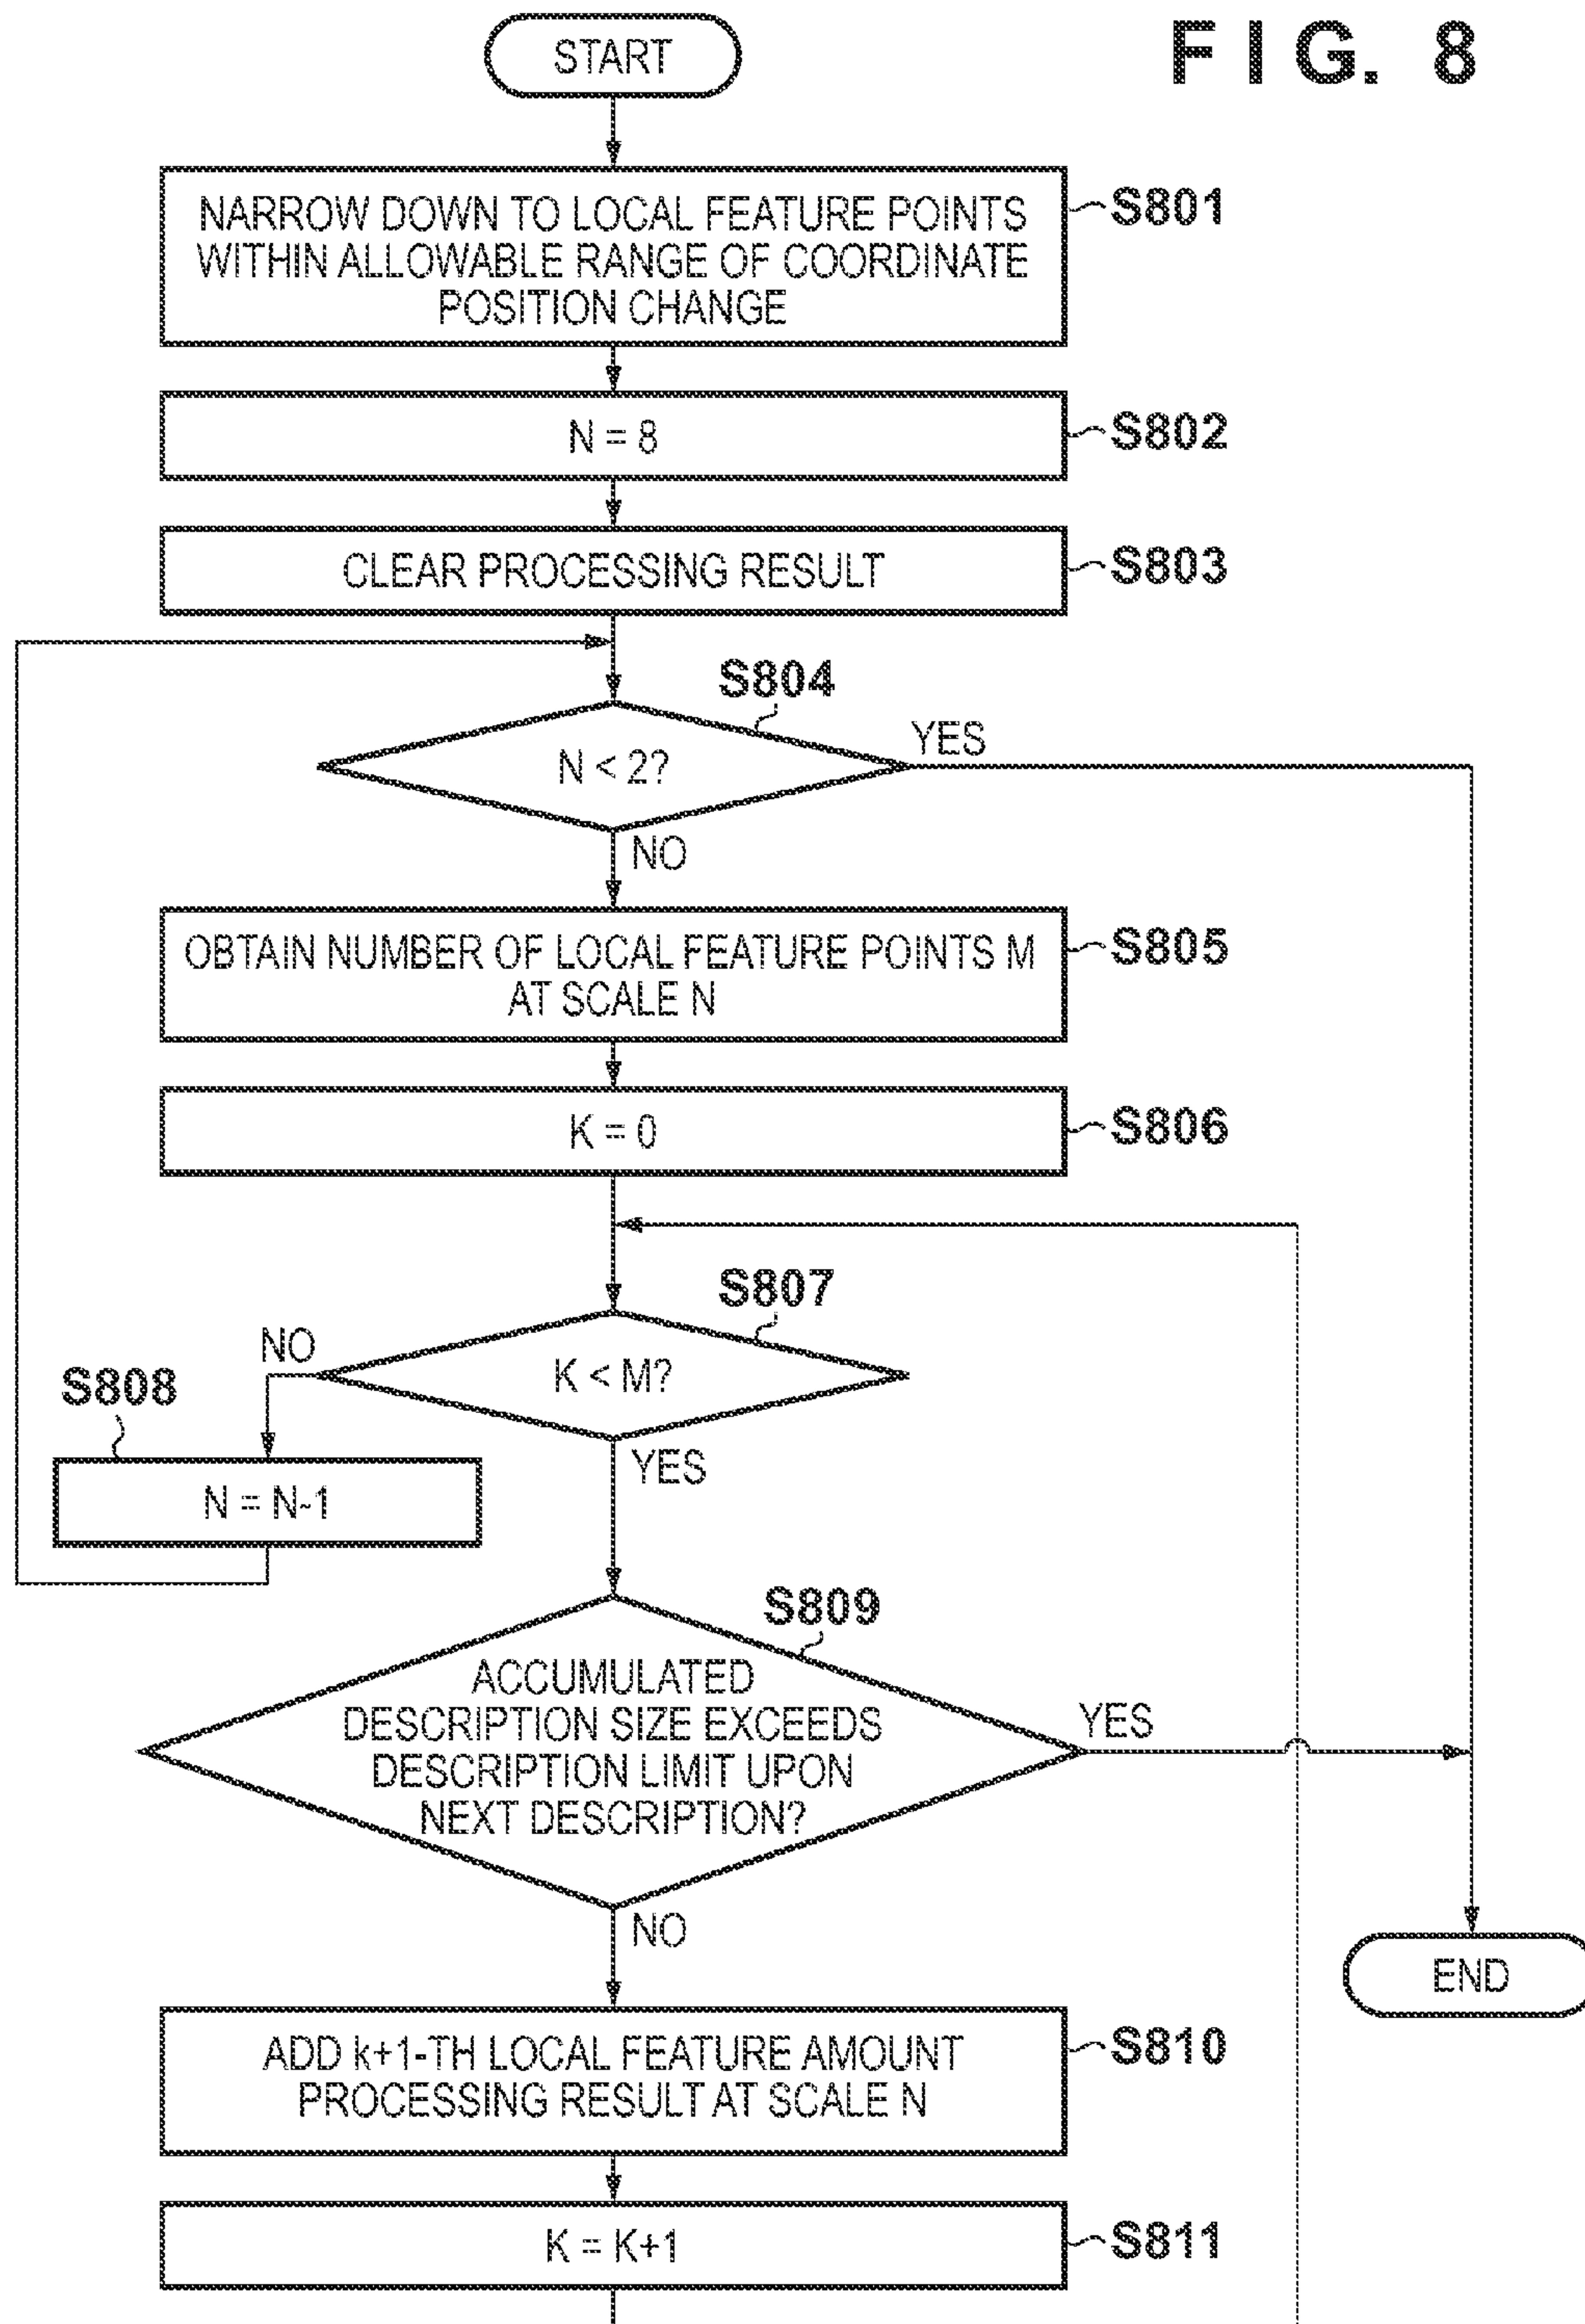 FIG. 8
START
NARROW DOWN TO LOCAL FEATURE POINTS
WITHIN ALLOWABLE RANGE OF COORDINATE
POSITION CHANGE
S801
N = 8
S802
CLEAR PROCESSING RESULT
S803
S804
N < 2?
YES
NO
OBTAIN NUMBER OF LOCAL FEATURE POINTS M
AT SCALE N
S805
K = 0
S806
S807
K < M?
NO
YES
S808
N = N-1
S809
ACCUMULATED
DESCRIPTION SIZE EXCEEDS
DESCRIPTION LIMIT UPON
NEXT DESCRIPTION?
YES
NO
END
ADD k+1-TH LOCAL FEATURE AMOUNT
PROCESSING RESULT AT SCALE N
S810
K = K+1
S811